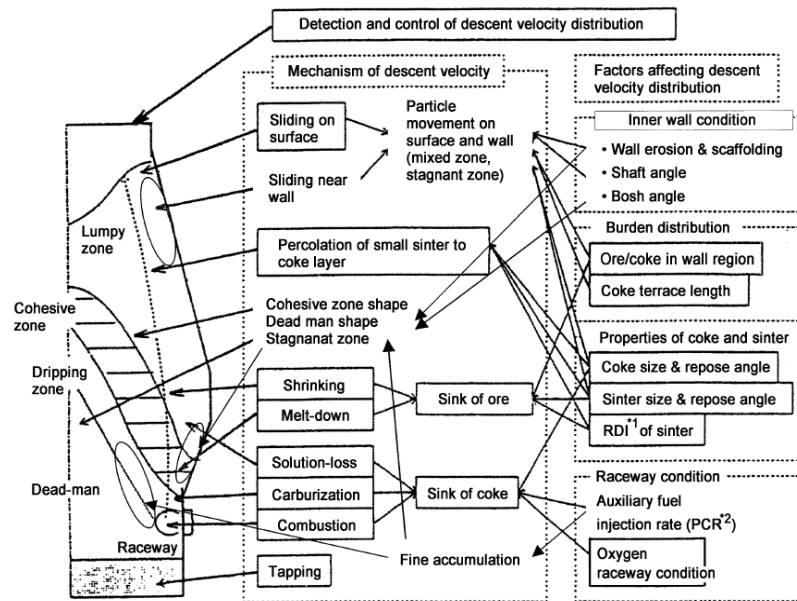 Detection and control of descent velocity distribution
Mechanism of descent velocity
Factors affecting descent
velocity distribution
Sliding on
surface
Particle
movement on
surface and wall
(mixed zone,
stagnant zone)
Sliding near
wall
Inner wall condition
• Wall erosion & scaffolding
• Shaft angle
• Bosh angle
Lumpy
zone
Percolation of small sinter to
coke layer
Burden distribution
Ore/coke in wall region
Coke terrace length
Cohesive
zone
Cohesive zone shape
Dead man shape
Stagnanat zone
Dripping
zone
Properties of coke and sinter
Coke size & repose angle
Sinter size & repose angle
RDI*1 of sinter
Shrinking
Melt-down
Sink of ore
Solution-loss
Carburization
Combustion
Sink of coke
Dead-man
Raceway
Raceway condition
Auxiliary fuel
injection rate (PCR*2)
Oxygen
raceway condition
Fine accumulation
Tapping